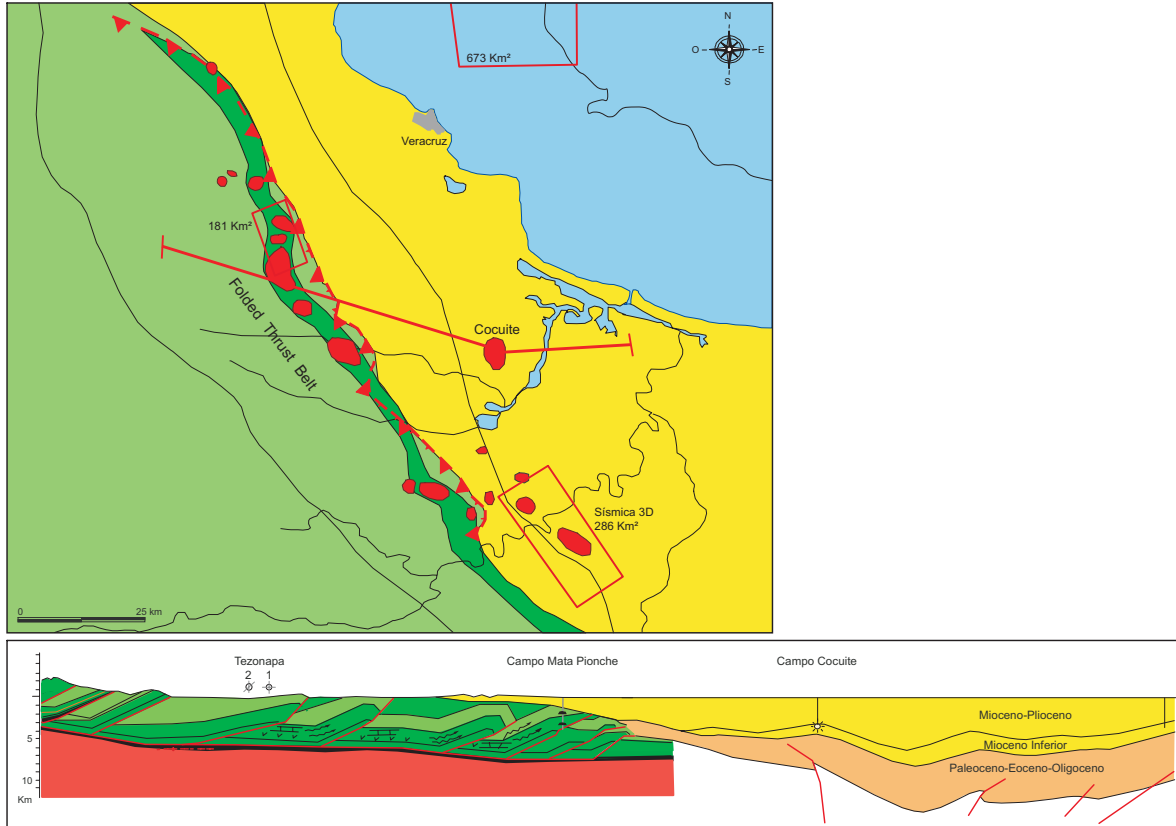 673 Km²
N
O
E
S
Veracruz
181 Km²
Folded Thrust Belt
Cocuite
Sísmica 3D
286 Km²
0
25 km
Tezonapa
2 1
Campo Mata Pionche
Campo Cocuite
Mioceno-Plioceno
5
Mioceno Inferior
Paleoceno-Eoceno-Oligoceno
10
Km